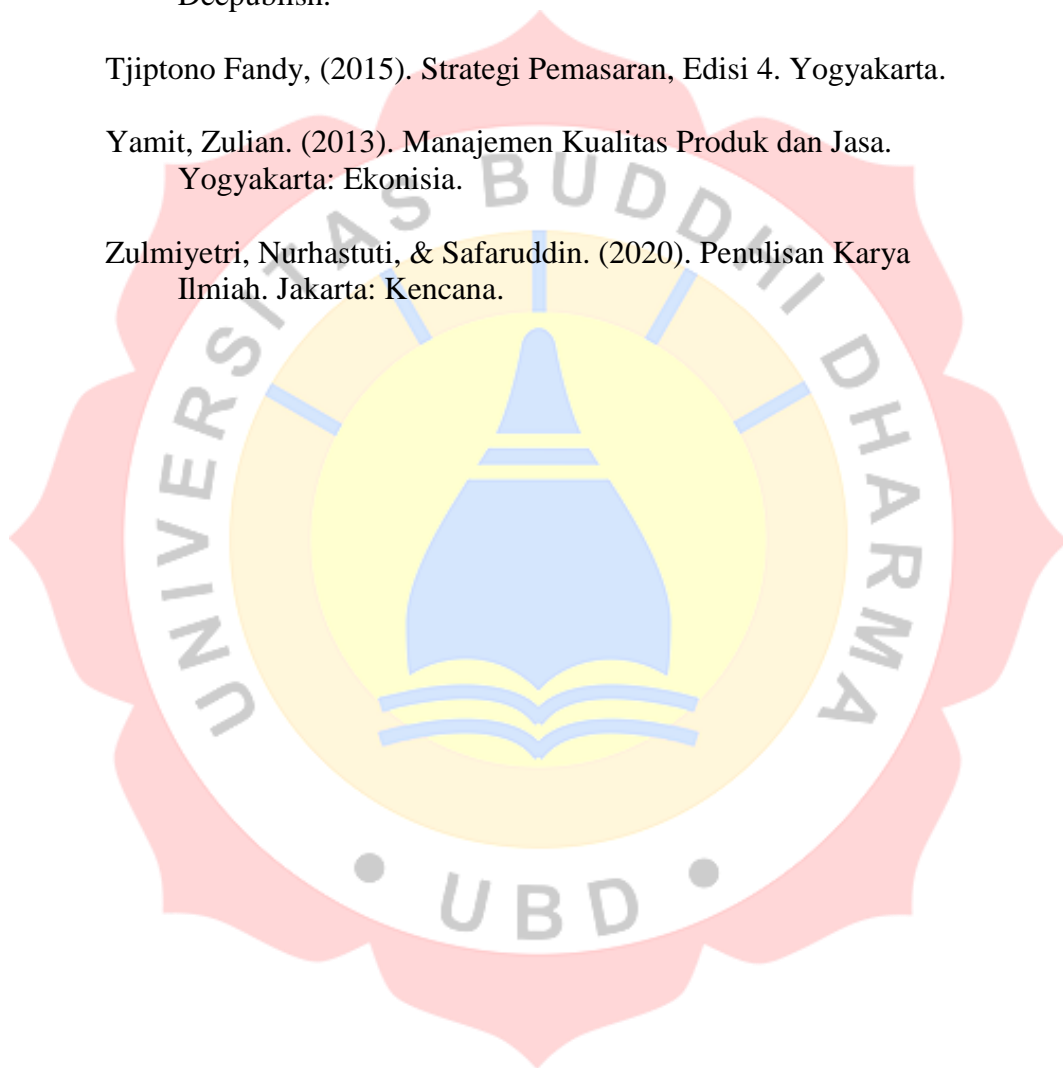 Deepublish.
Tjiptono Fandy, (2015). Strategi Pemasaran, Edisi 4. Yogyakarta.
Yamit, Zulian. (2013). Manajemen Kualitas Produk dan Jasa.
Yogyakarta: Ekonisia.
Zulmiyetri, Nurhastuti, & Safaruddin. (2020). Penulisan Karya
Ilmiah. Jakarta: Kencana.
UNIVERSITAS BUDDHI DHARMA
• UBD •